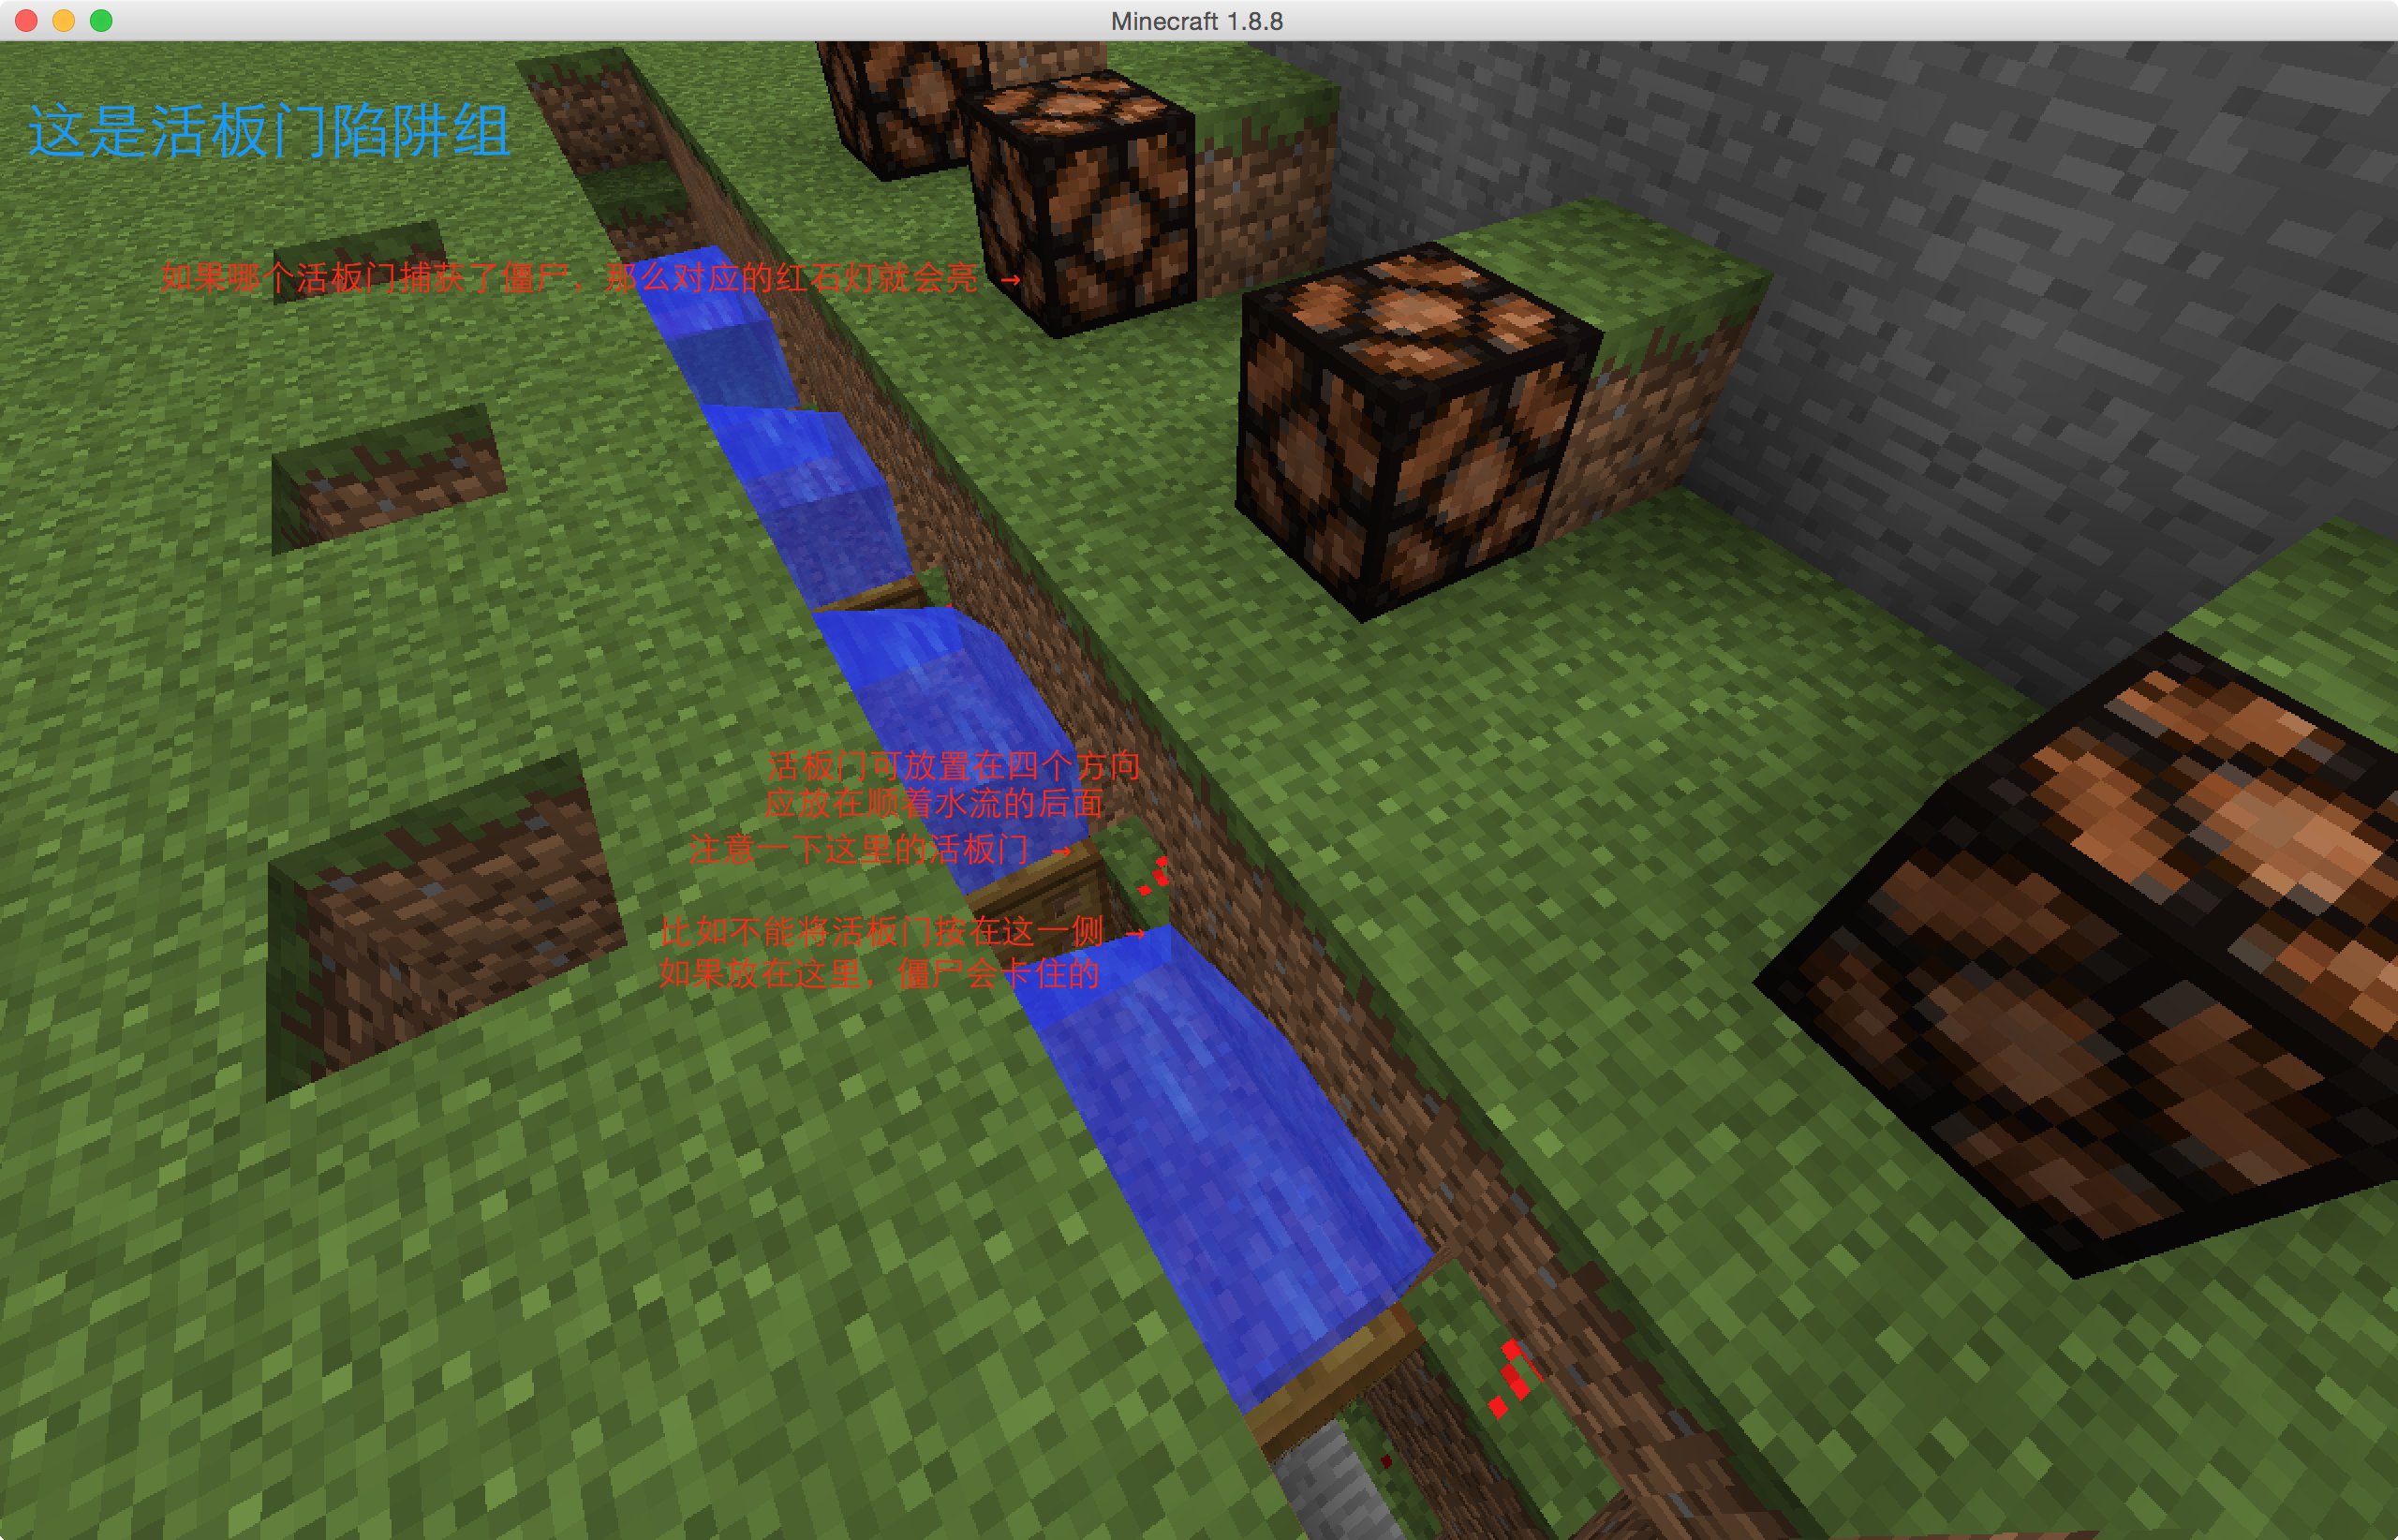 Minecraft 1.8.8
这是活板门陷阱组
如果哪个活板门捕获了僵尸，那么对应的红石灯就会亮 →
活板门可放置在四个方向
应放在顺着水流的后面
注意一下这里的活板门 →
比如不能将活板门按在这一侧 →
如果放在这里，僵尸会卡住的